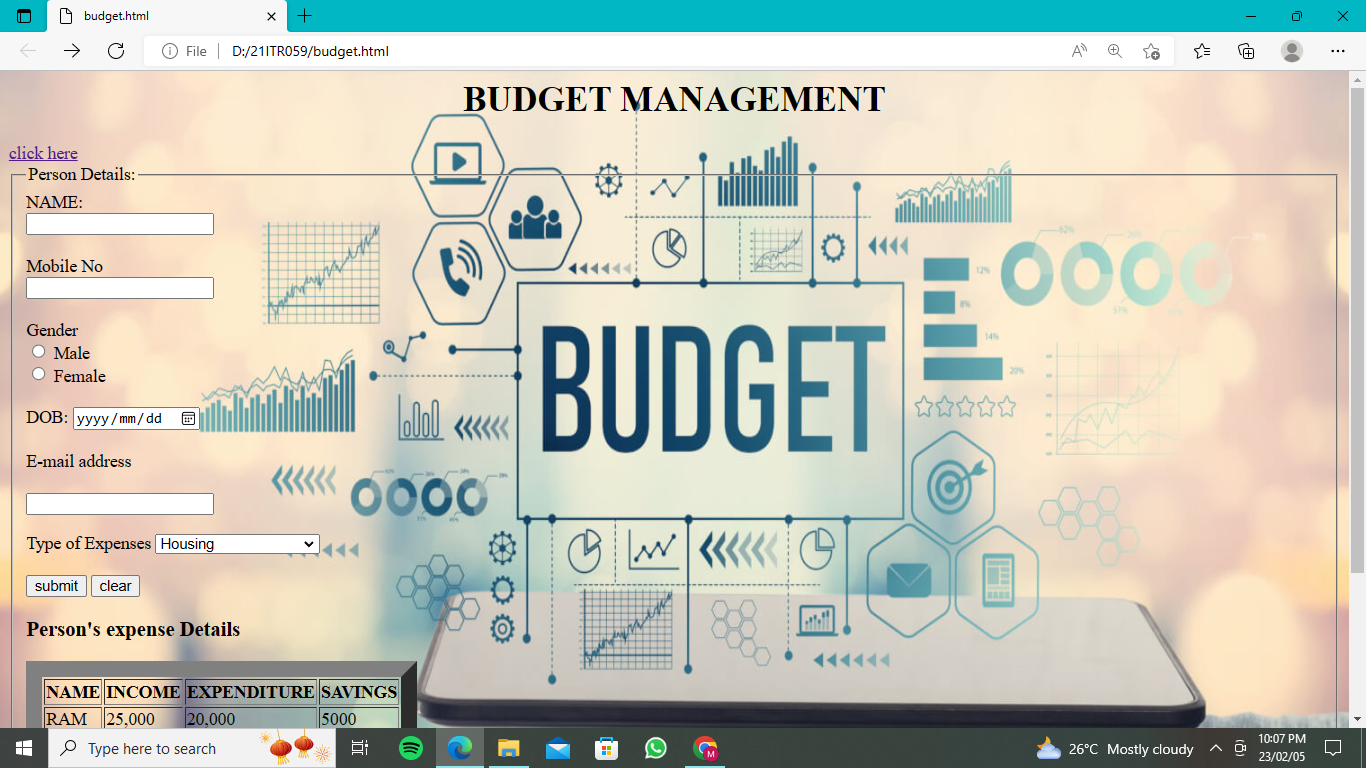 budget.html
File
D:/21ITR059/budget.html
BUDGET MANAGEMENT
click here
Person Details:
NAME:
Mobile No
Gender
Male
Female
DOB: yyyy/mm/dd
E-mail address
Type of Expenses Housing
submit clear
Person's expense Details
NAME INCOME EXPENDITURE SAVINGS
RAM 25,000 20,000 5000
BUDGET
12%
8%
14%
20%
62%
Type here to search
M
26°C Mostly cloudy
10:07 PM
23/02/05